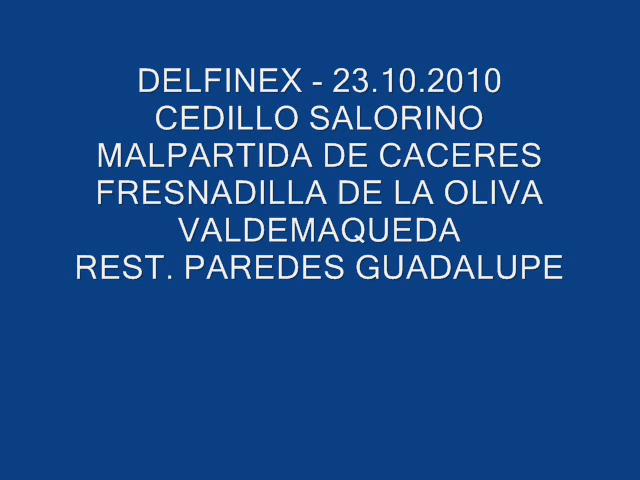 DELFINEX - 23.10.2010
CEDILLO SALORINO
MALPARTIDA DE CACERES
FRESNADILLA DE LA OLIVA
VALDEMAQUEDA
REST. PAREDES GUADALUPE